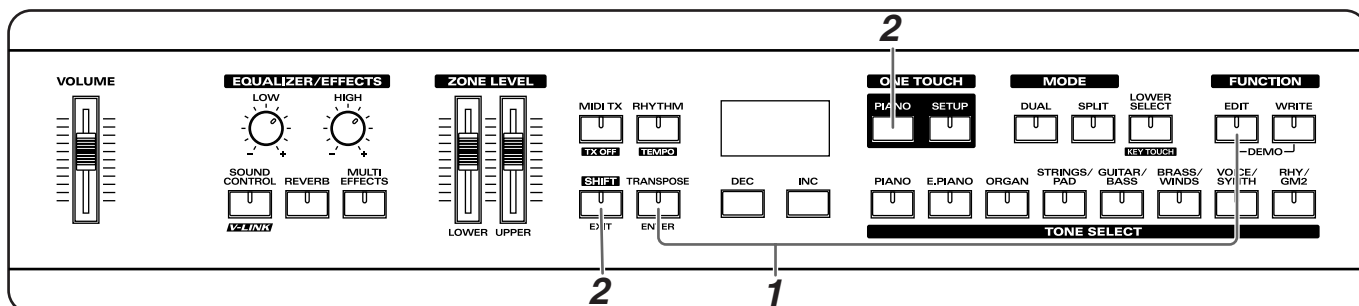 2
VOLUME
EQUALIZER/EFFECTS
LOW HIGH
- + - +
SOUND CONTROL
REVERB
MULTI EFFECTS
V-LINK
ZONE LEVEL
LOWER UPPER
MIDI TX RHYTHM
TX OFF TEMPO
SHIFT TRANSPOSE
EXIT ENTER
DEC INC
ONE TOUCH
PIANO SETUP
MODE
DUAL SPLIT LOWER SELECT
KEY TOUCH
FUNCTION
EDIT WRITE
DEMO
PIANO E.PIANO ORGAN STRINGS/PAD GUITAR/BASS BRASS/WINDS VOICE/SYNTH RHY/GM2
TONE SELECT
2 1